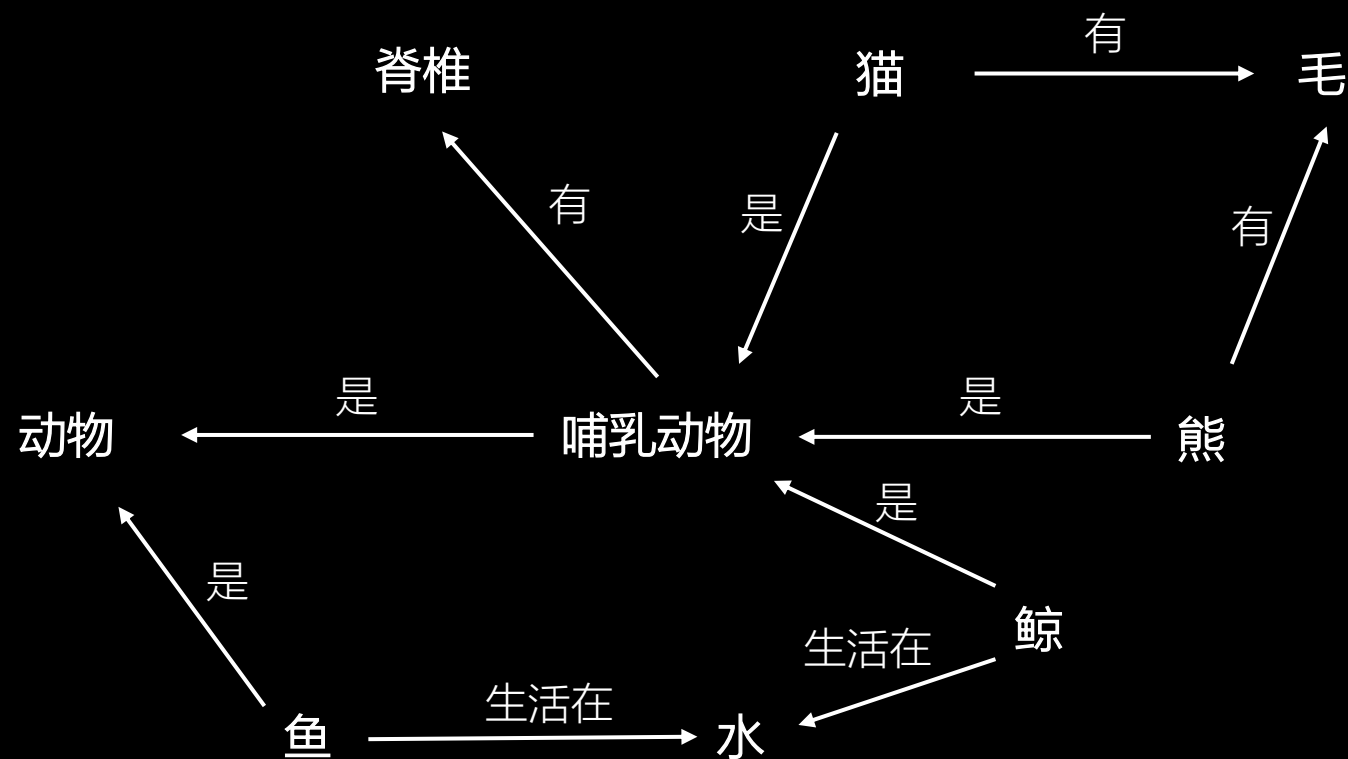 有
脊椎
猫
毛
有
是
有
是
是
动物
哺乳动物
熊
是
是
鲸
生活在
生活在
鱼
水